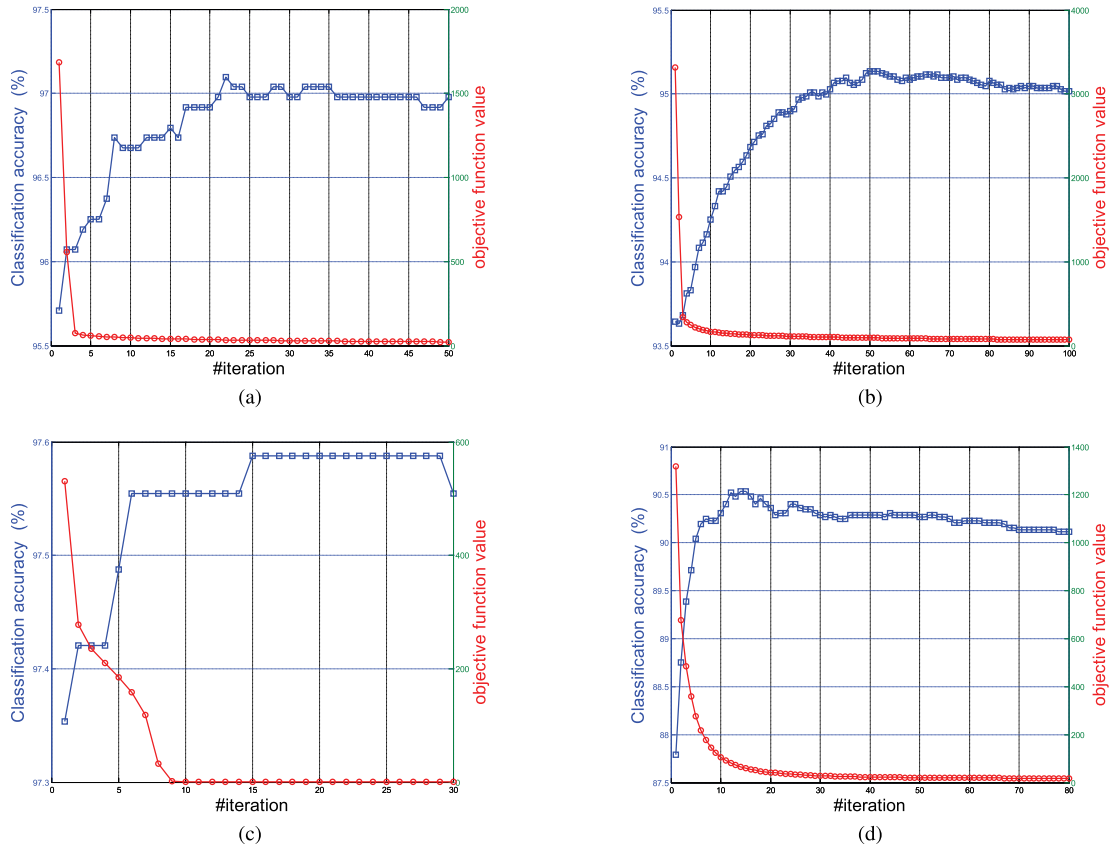 Classification accuracy (%)
97.5
97
96.5
96
95.5
0 5 10 15 20 25 30 35 40 45 50
#iteration
2000
1500
1000
500
0
objective function value
(a)
Classification accuracy (%)
95.5
95
94.5
94
93.5
0 10 20 30 40 50 60 70 80 90 100
#iteration
4000
3000
2000
1000
0
objective function value
(b)
Classification accuracy (%)
97.6
97.5
97.4
97.3
0 5 10 15 20 25 30
#iteration
600
400
200
0
objective function value
(c)
Classification accuracy (%)
91
90.5
90
89.5
89
88.5
88
87.5
0 10 20 30 40 50 60 70 80
#iteration
1400
1200
1000
800
600
400
200
0
objective function value
(d)